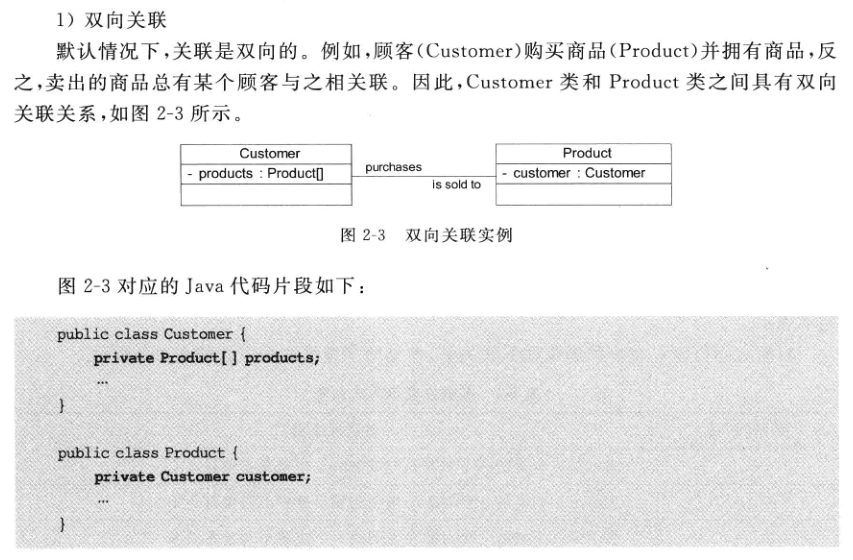 1）双向关联
默认情况下,关联是双向的。例如,顾客(Customer)购买商品(Product)并拥有商品,反
之,卖出的商品总有某个顾客与之相关联。因此,Customer 类和 Product 类之间具有双向
关联关系,如图 2-3 所示。
Customer
- products : Product[]
purchases
is sold to
Product
- customer : Customer
图 2-3 双向关联实例
图 2-3 对应的 Java 代码片段如下：
public class Customer {
private Product[] products;
…
}
public class Product {
private Customer customer;
…
}